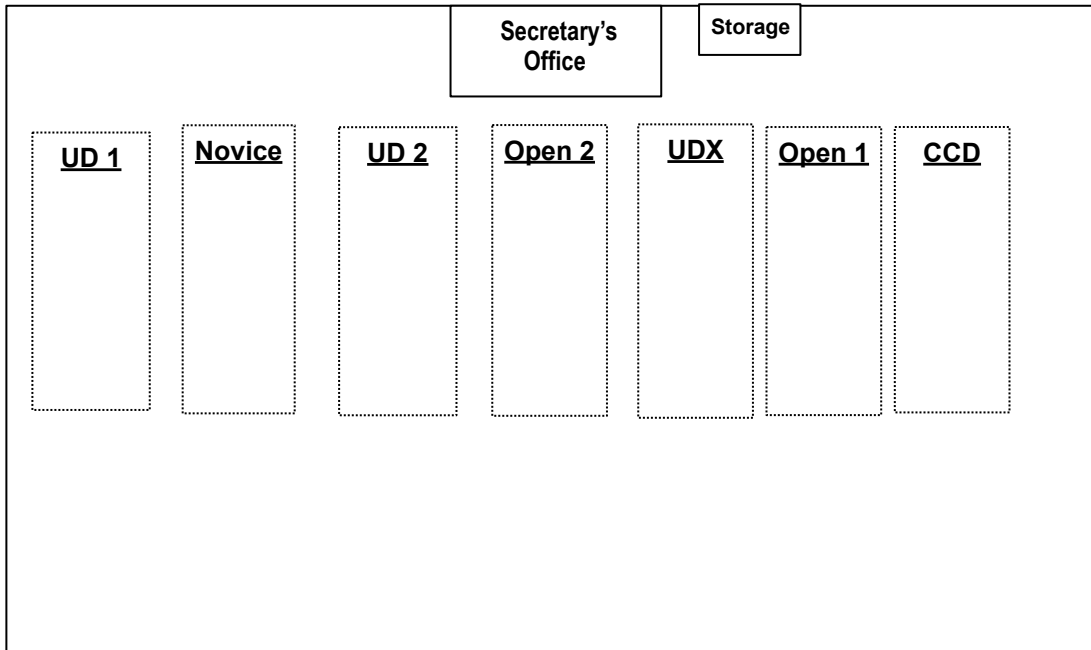 Secretary’s
Office
Storage
UD 1
Novice
UD 2
Open 2
UDX
Open 1
CCD